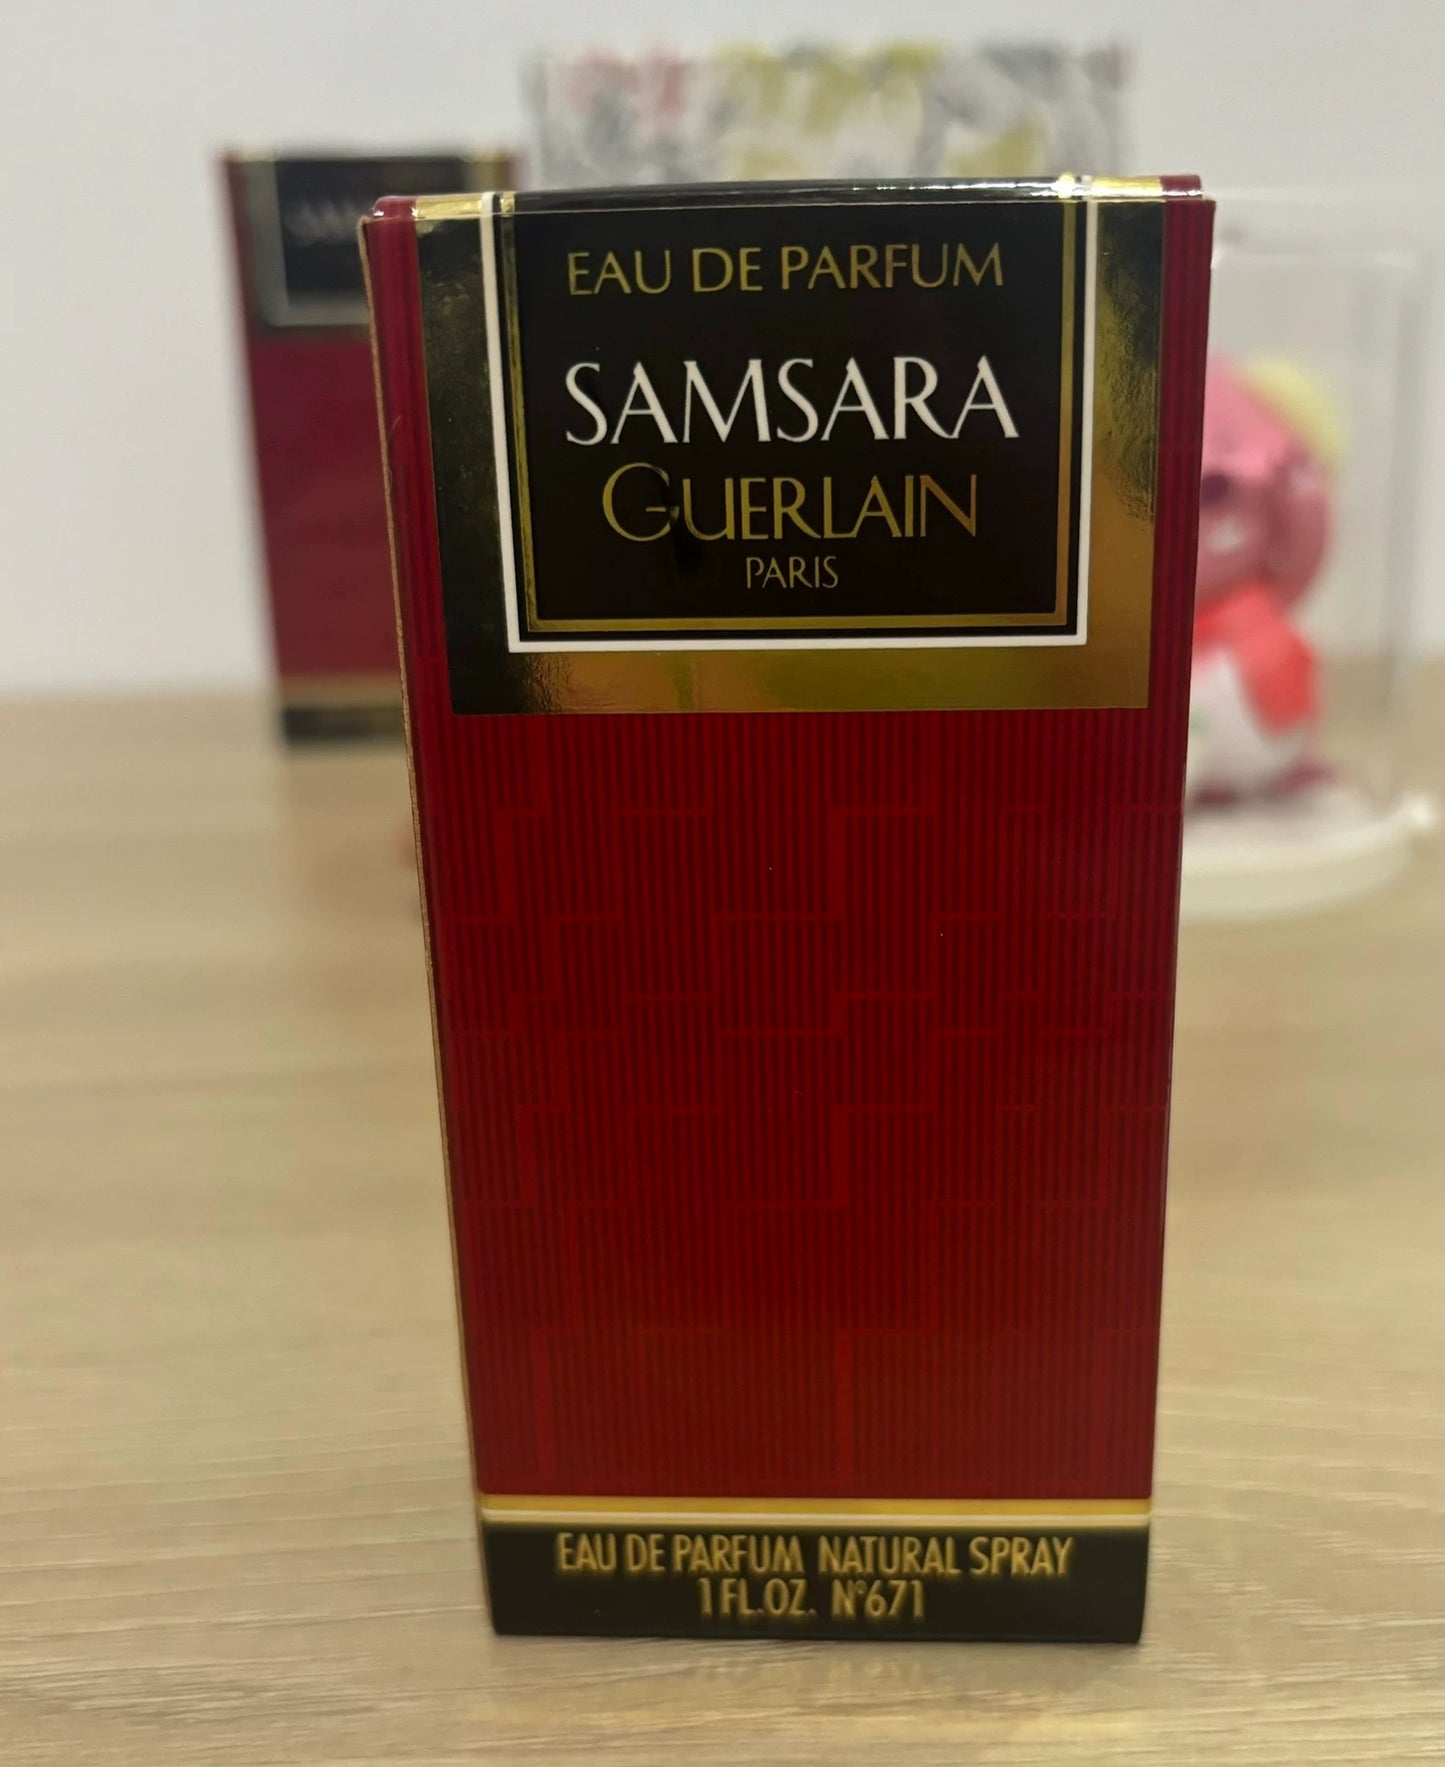 EAU DE PARFUM
SAMSARA
GUERLAIN
PARIS
EAU DE PARFUM NATURAL SPRAY
1 FL.OZ. N°671